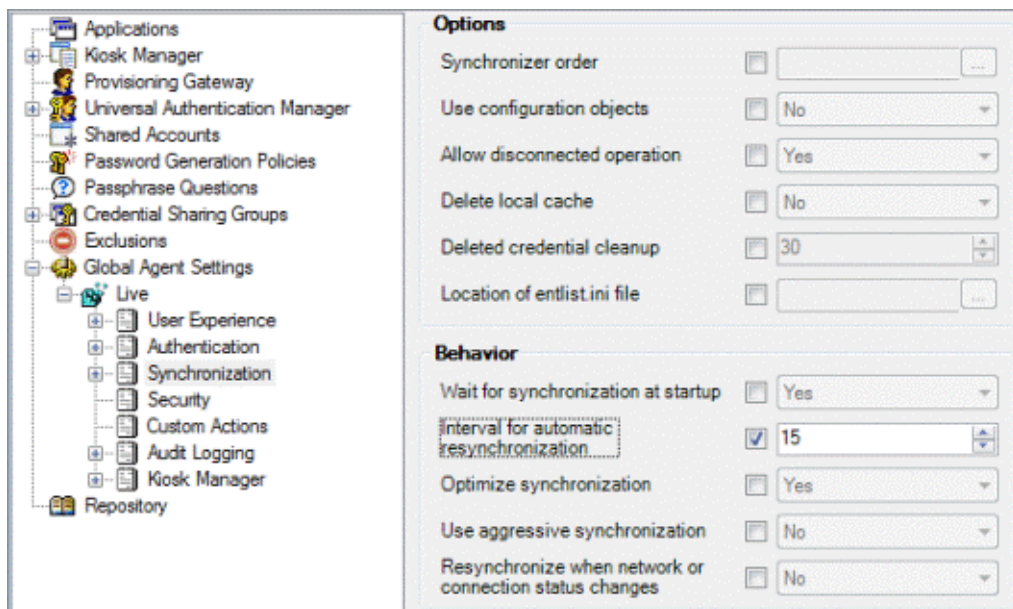 Applications
Kiosk Manager
Provisioning Gateway
Universal Authentication Manager
Shared Accounts
Password Generation Policies
Passphrase Questions
Credential Sharing Groups
Exclusions
Global Agent Settings
Live
User Experience
Authentication
Synchronization
Security
Custom Actions
Audit Logging
Kiosk Manager
Repository
Options
Synchronizer order ...
Use configuration objects No
Allow disconnected operation Yes
Delete local cache No
Deleted credential cleanup 30
Location of entlist.ini file ...
Behavior
Wait for synchronization at startup Yes
Interval for automatic
resynchronization 15
Optimize synchronization Yes
Use aggressive synchronization No
Resynchronize when network or
connection status changes No